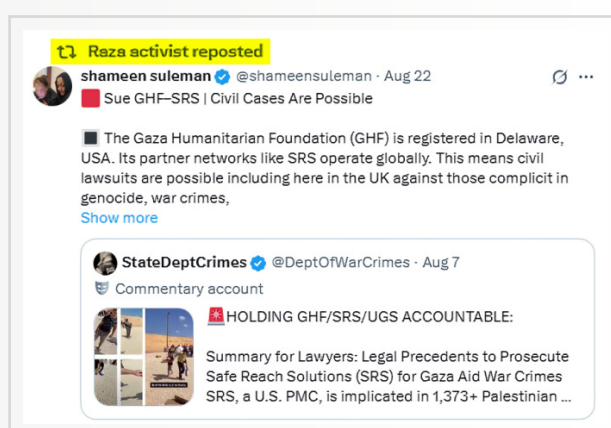 Raza activist reposted
shameen suleman @shameensuleman · Aug 22
Sue GHF–SRS | Civil Cases Are Possible
The Gaza Humanitarian Foundation (GHF) is registered in Delaware,
USA. Its partner networks like SRS operate globally. This means civil
lawsuits are possible including here in the UK against those complicit in
genocide, war crimes,
Show more
StateDeptCrimes @DeptOfWarCrimes · Aug 7
Commentary account
🚨HOLDING GHF/SRS/UGS ACCOUNTABLE:
Summary for Lawyers: Legal Precedents to Prosecute
Safe Reach Solutions (SRS) for Gaza Aid War Crimes
SRS, a U.S. PMC, is implicated in 1,373+ Palestinian ...